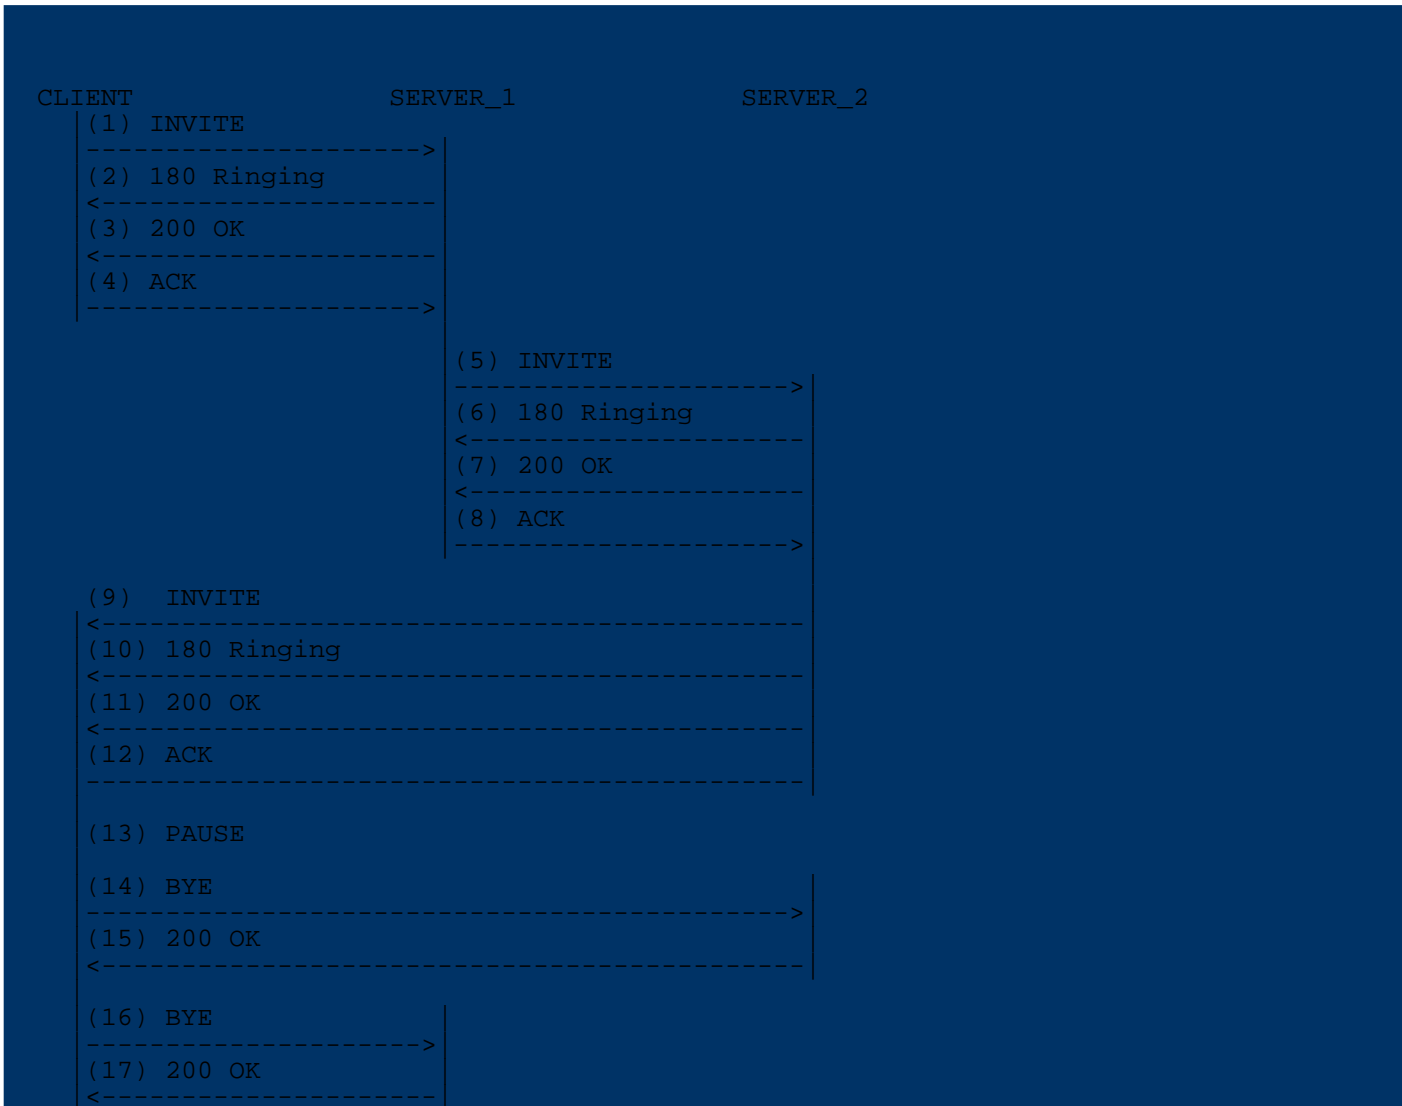 CLIENT SERVER_1 SERVER_2
(1) INVITE
--------------------->
(2) 180 Ringing
<---------------------
(3) 200 OK
<---------------------
(4) ACK
--------------------->
(5) INVITE
--------------------->
(6) 180 Ringing
<---------------------
(7) 200 OK
<---------------------
(8) ACK
--------------------->
(9) INVITE
<--------------------------------------------
(10) 180 Ringing
<--------------------------------------------
(11) 200 OK
<--------------------------------------------
(12) ACK
---------------------------------------------
(13) PAUSE
(14) BYE
-------------------------------------------->
(15) 200 OK
<--------------------------------------------
(16) BYE
--------------------->
(17) 200 OK
<---------------------